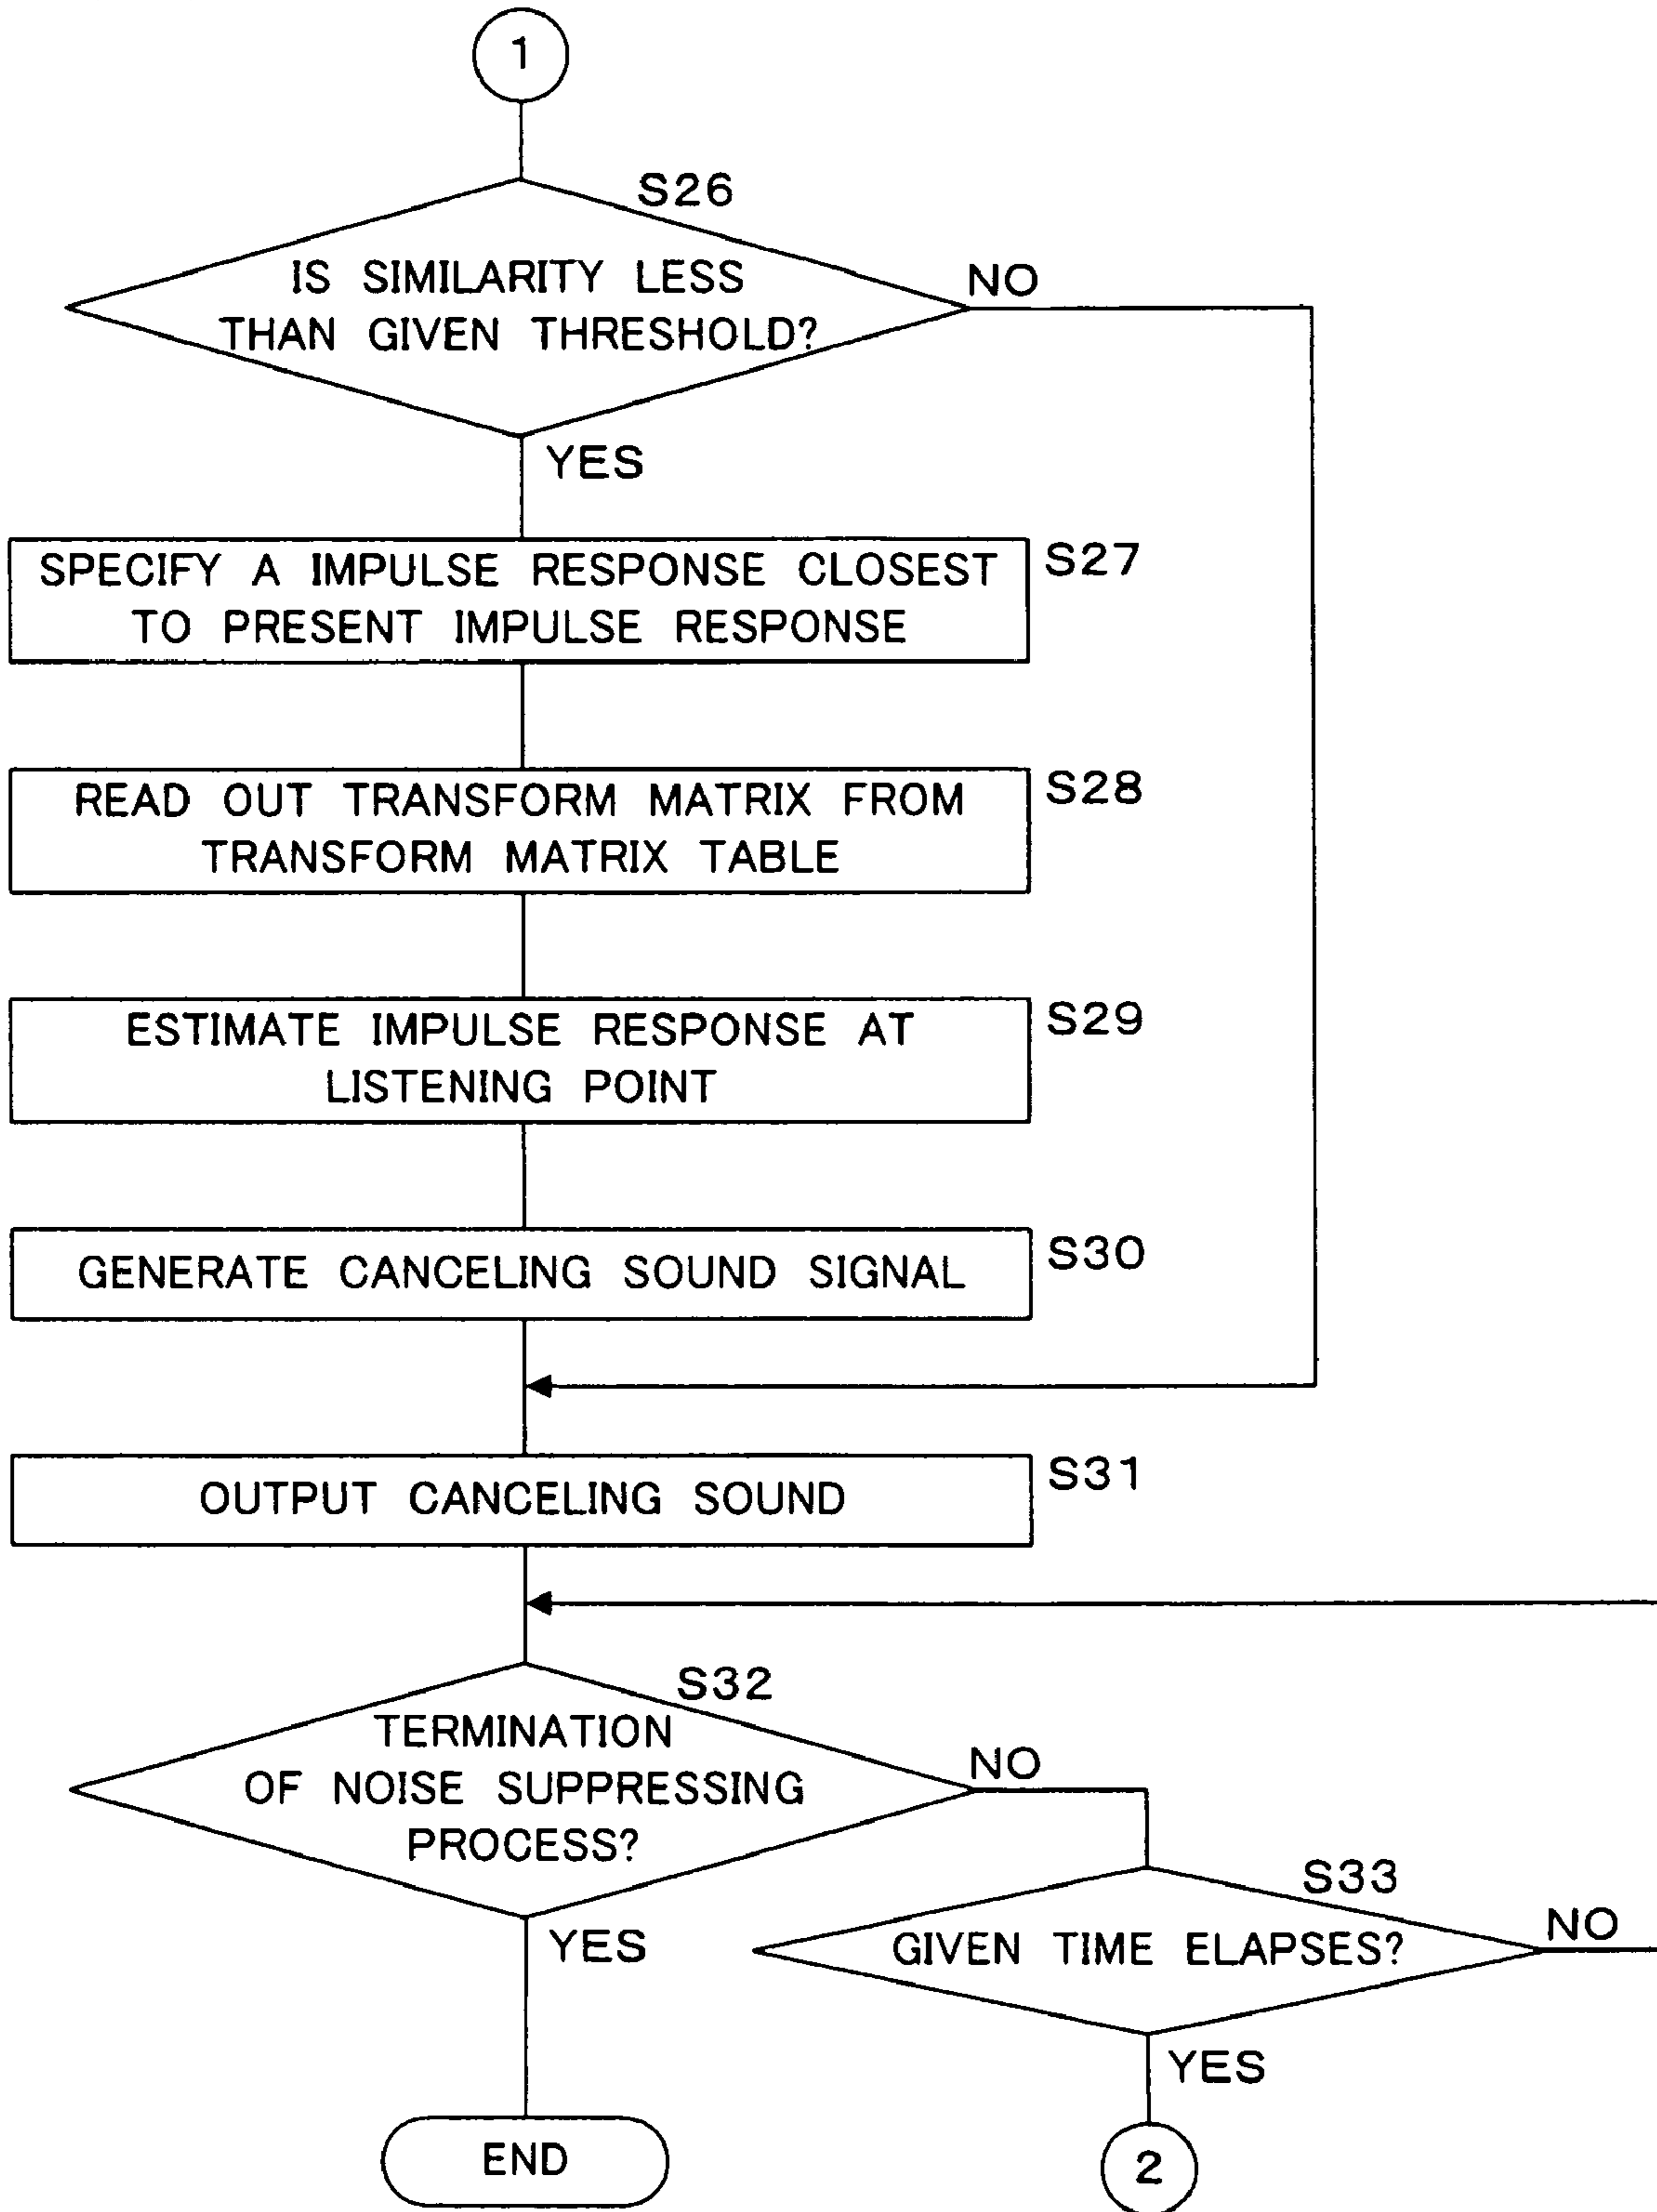 1
S26
IS SIMILARITY LESS
THAN GIVEN THRESHOLD?
NO
YES
SPECIFY A IMPULSE RESPONSE CLOSEST
TO PRESENT IMPULSE RESPONSE
S27
READ OUT TRANSFORM MATRIX FROM
TRANSFORM MATRIX TABLE
S28
ESTIMATE IMPULSE RESPONSE AT
LISTENING POINT
S29
GENERATE CANCELING SOUND SIGNAL
S30
OUTPUT CANCELING SOUND
S31
S32
TERMINATION
OF NOISE SUPPRESSING
PROCESS?
NO
YES
S33
GIVEN TIME ELAPSES?
NO
YES
END
2